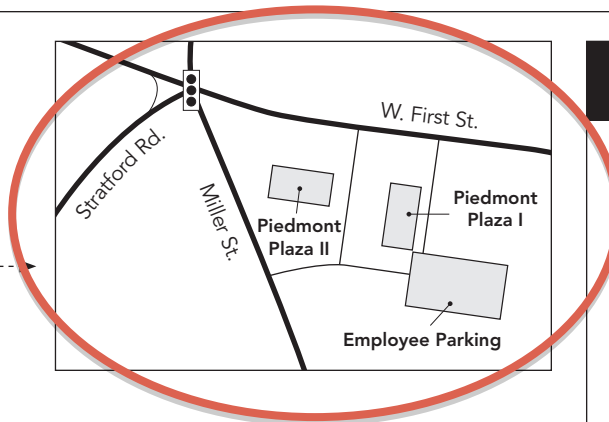 W. First St.
Stratford Rd.
Miller St.
Piedmont
Plaza I
Piedmont
Plaza II
Employee Parking